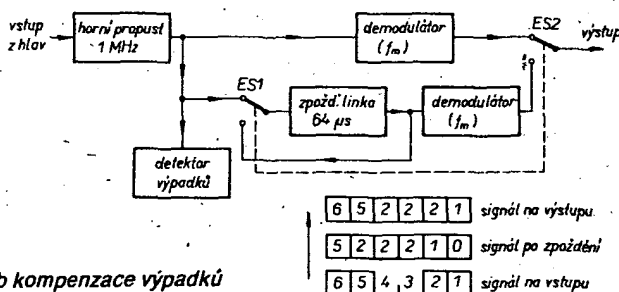 vstup
z hlav
horní propust
1 MHz
demodulátor
(fm)
ES2
výstup
ES1
zpožď. linka
64 µs
demodulátor
(fm)
detektor
výpadků
6 5 2 2 2 1 signál na výstupu
5 2 2 2 1 0 signál po zpoždění
6 5 4 3 2 1 signál na vstupu
b kompenzace výpadků